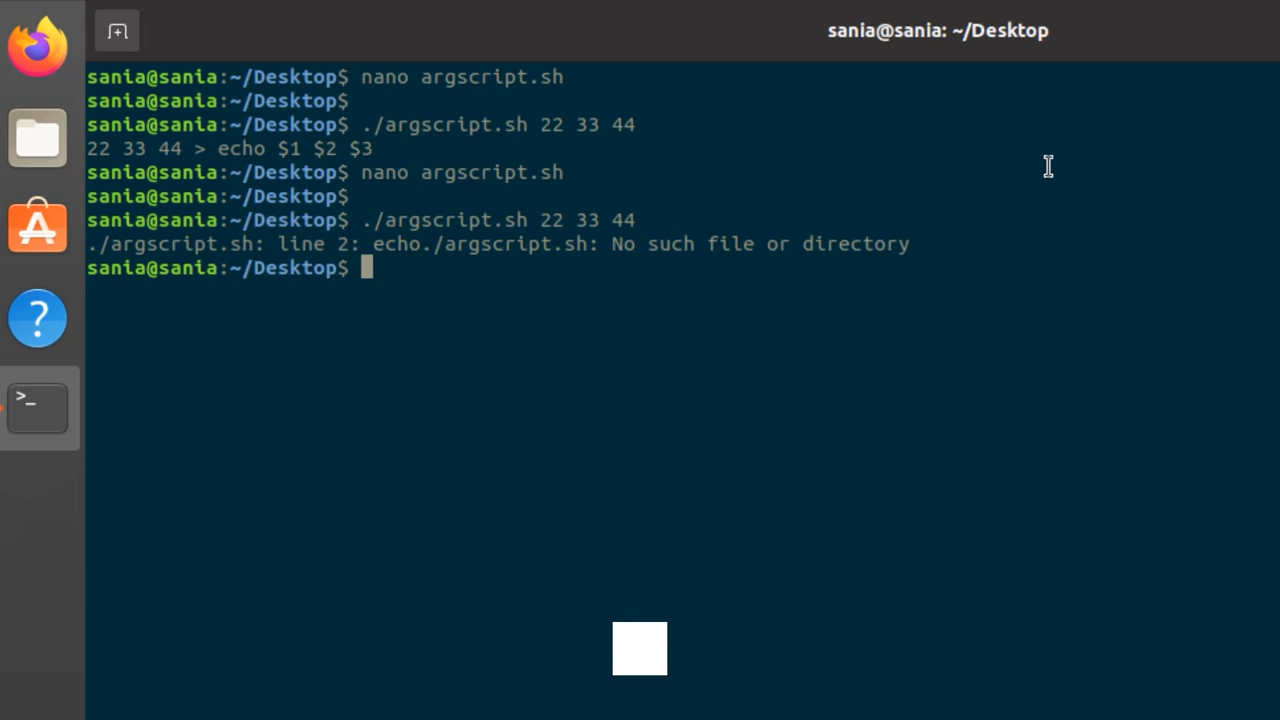 sania@sania: ~/Desktop
sania@sania:~/Desktop$ nano argscript.sh
sania@sania:~/Desktop$
sania@sania:~/Desktop$ ./argscript.sh 22 33 44
22 33 44 > echo $1 $2 $3
sania@sania:~/Desktop$ nano argscript.sh
sania@sania:~/Desktop$
sania@sania:~/Desktop$ ./argscript.sh 22 33 44
./argscript.sh: line 2: echo./argscript.sh: No such file or directory
sania@sania:~/Desktop$